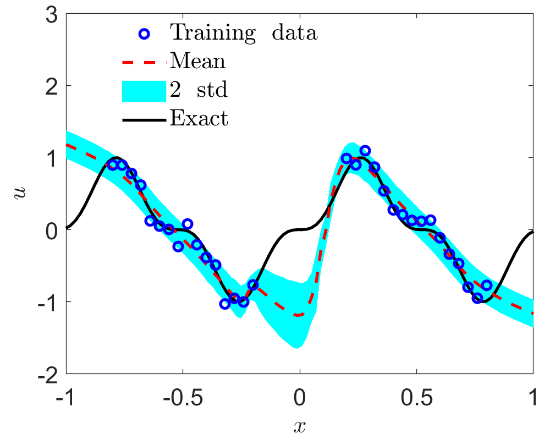 3
2
1
0
-1
-2
u
Training data
Mean
2 std
Exact
-1
-0.5
0
0.5
1
x